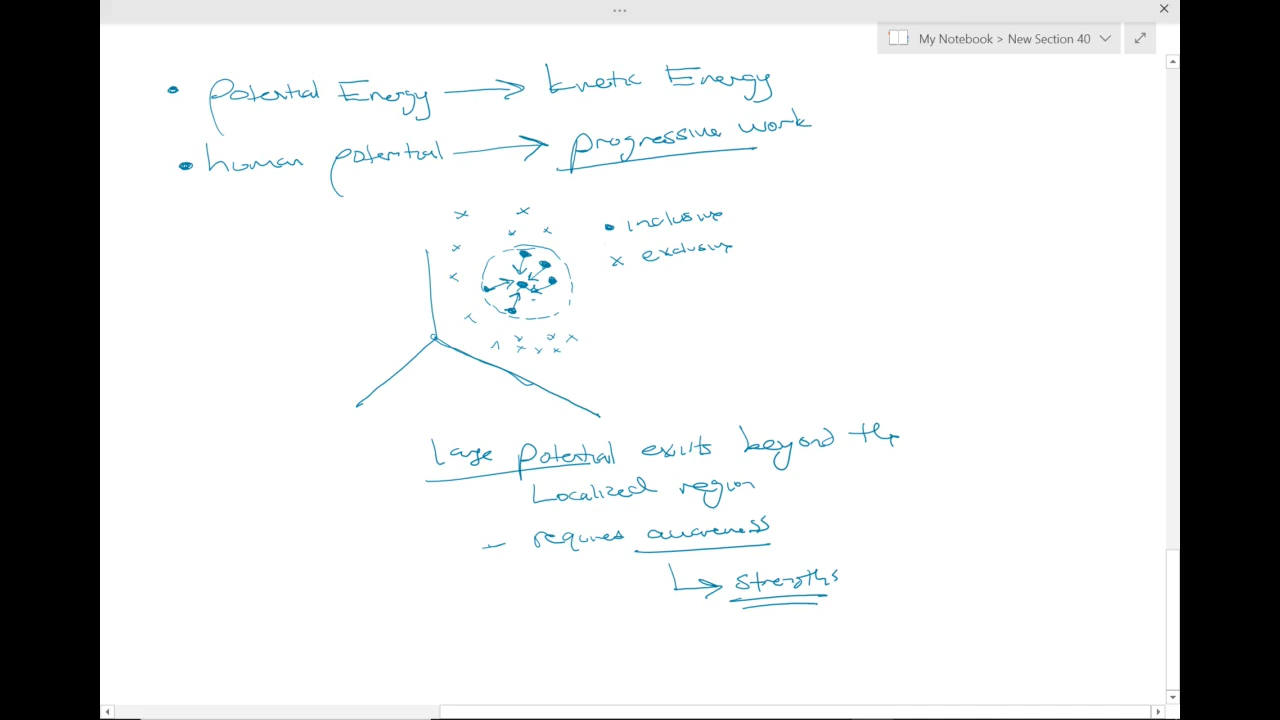 ...
My Notebook > New Section 40
• Potential Energy → kinetic Energy
• human potential → progressive work
• inclusive
x exclusive
Large potential exists beyond the
Localized region
- requires awareness
↳ strengths